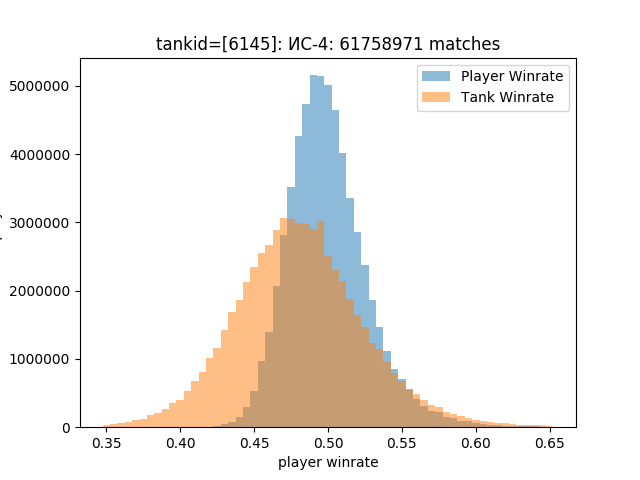 tankid=[6145]: ИС-4: 61758971 matches
Player Winrate
Tank Winrate
5000000
4000000
3000000
2000000
1000000
0
0.35 0.40 0.45 0.50 0.55 0.60 0.65
player winrate